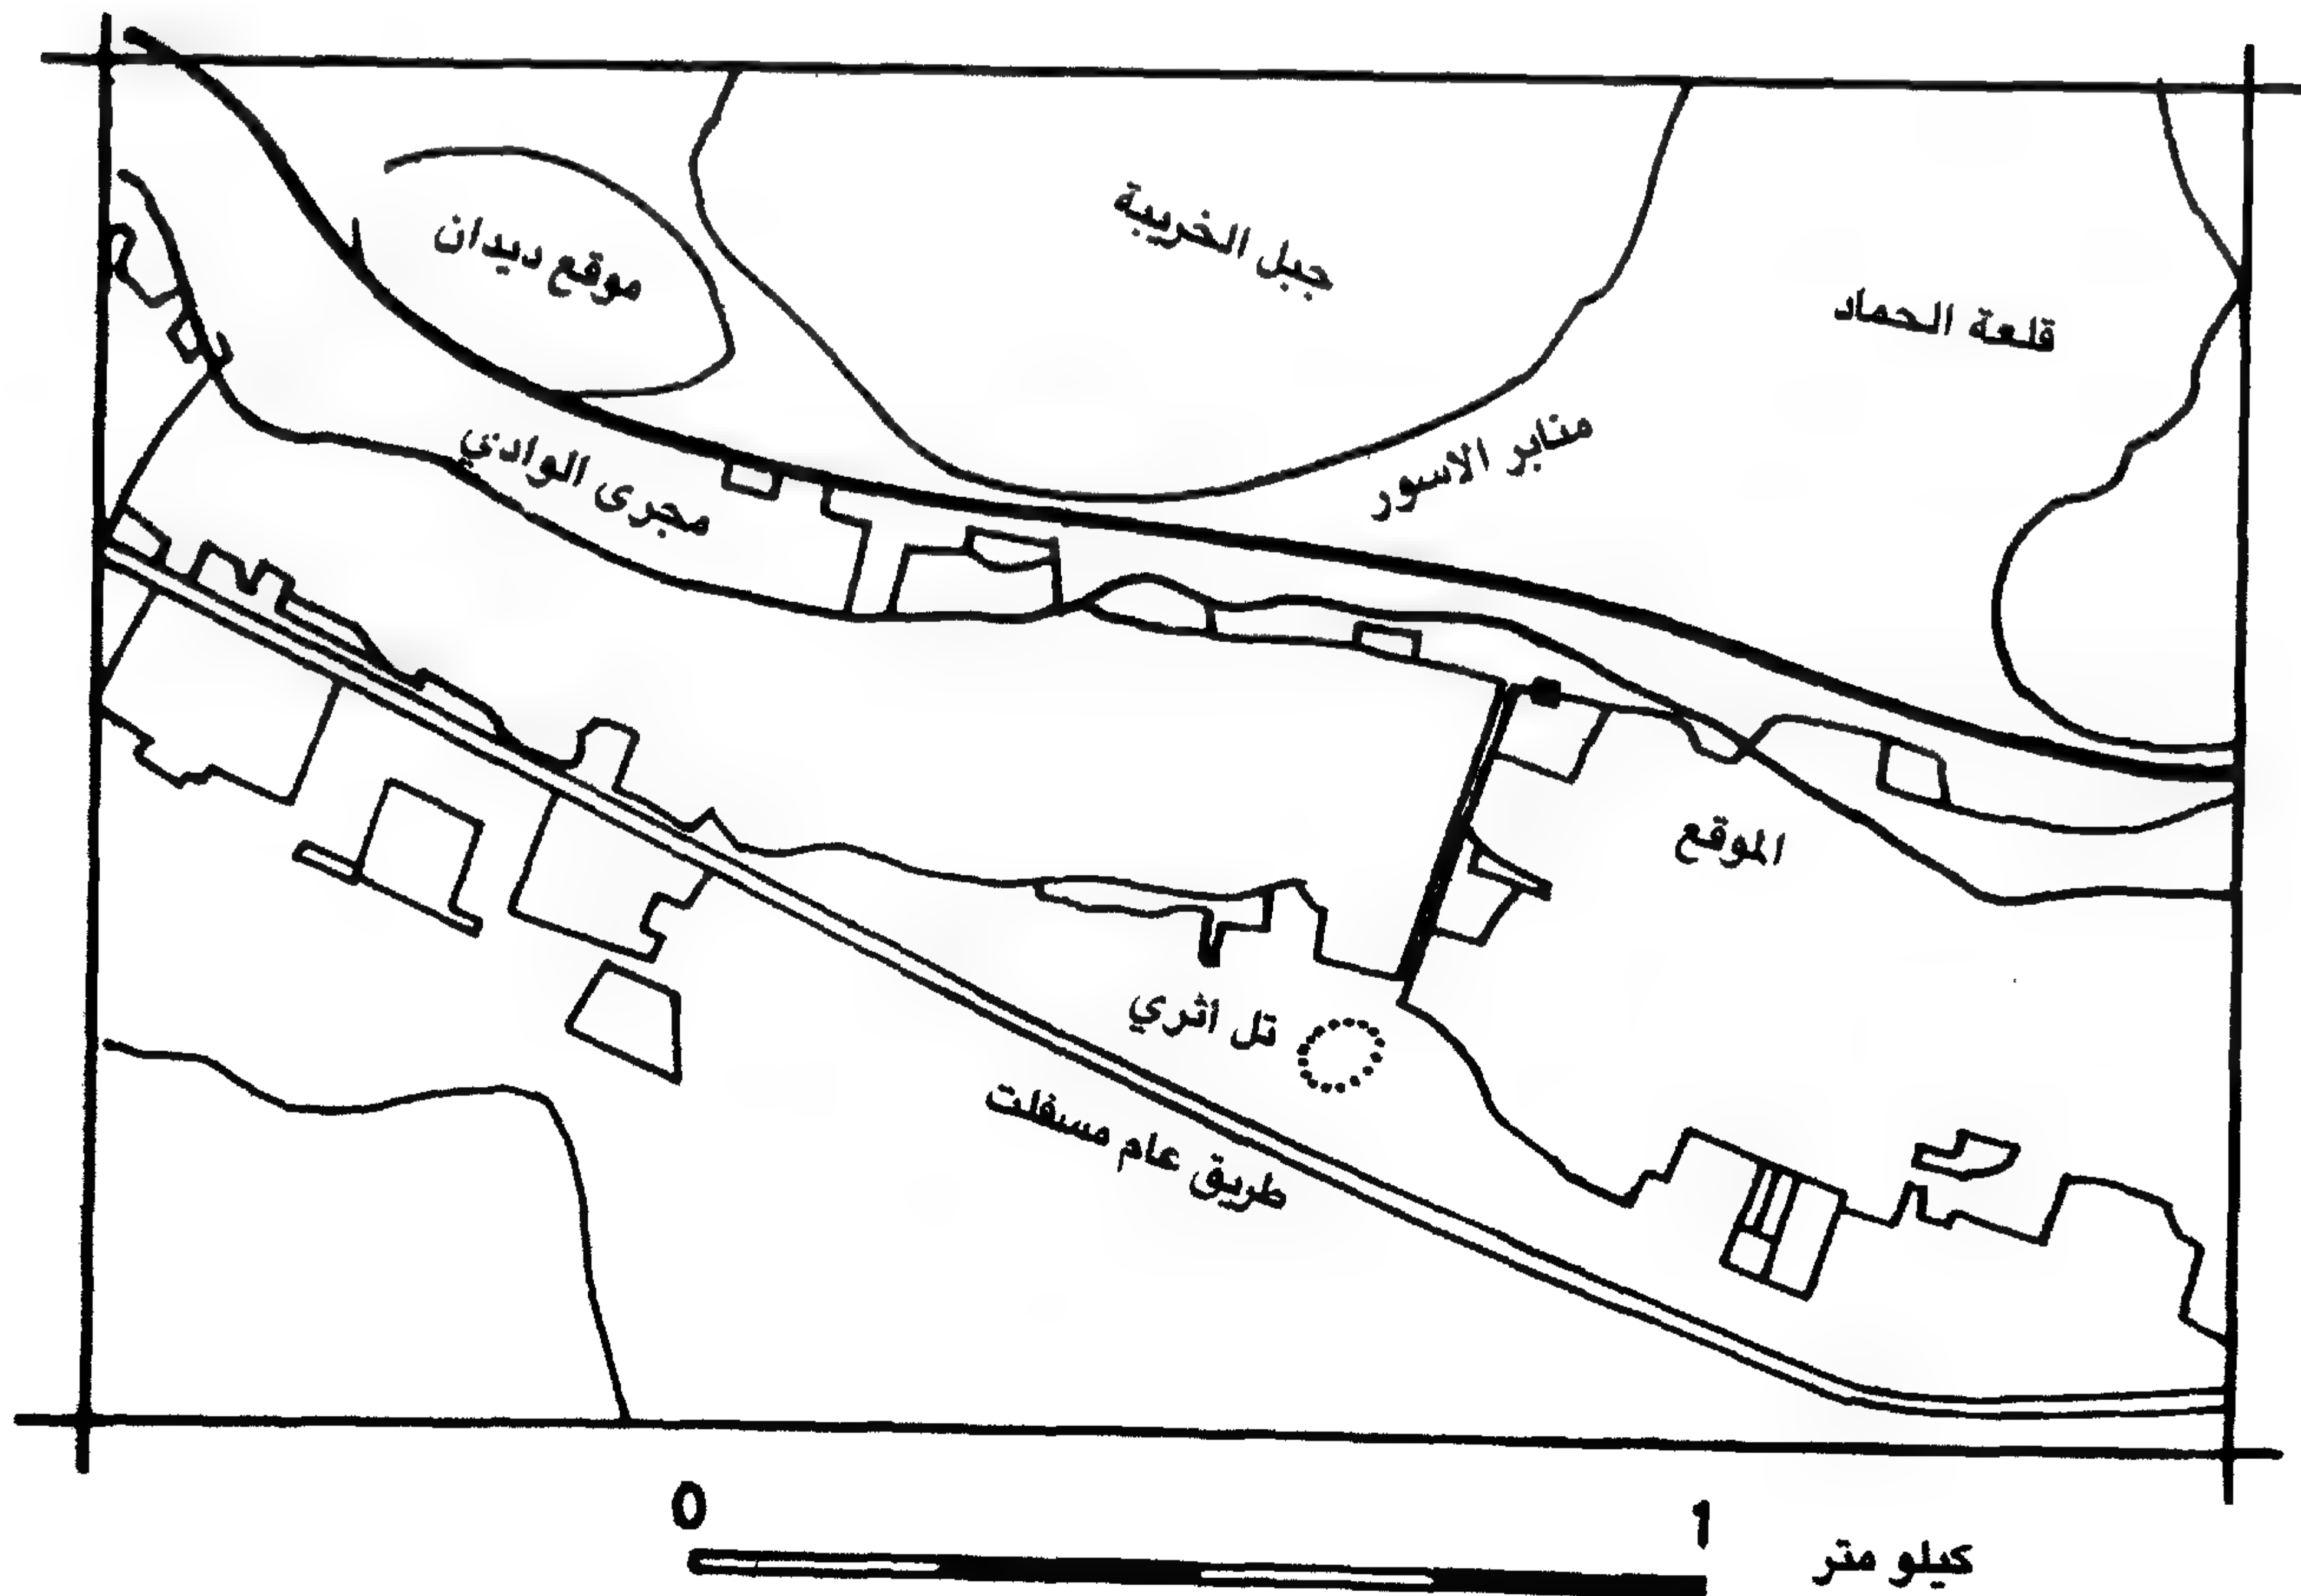 موقع ديدان
جبل الخريبة
قلعة الحماد
منابر الاسور
مجرى الوادي
الموقع
تل اثري
طريق عام مسفلت
0 1
كيلو متر